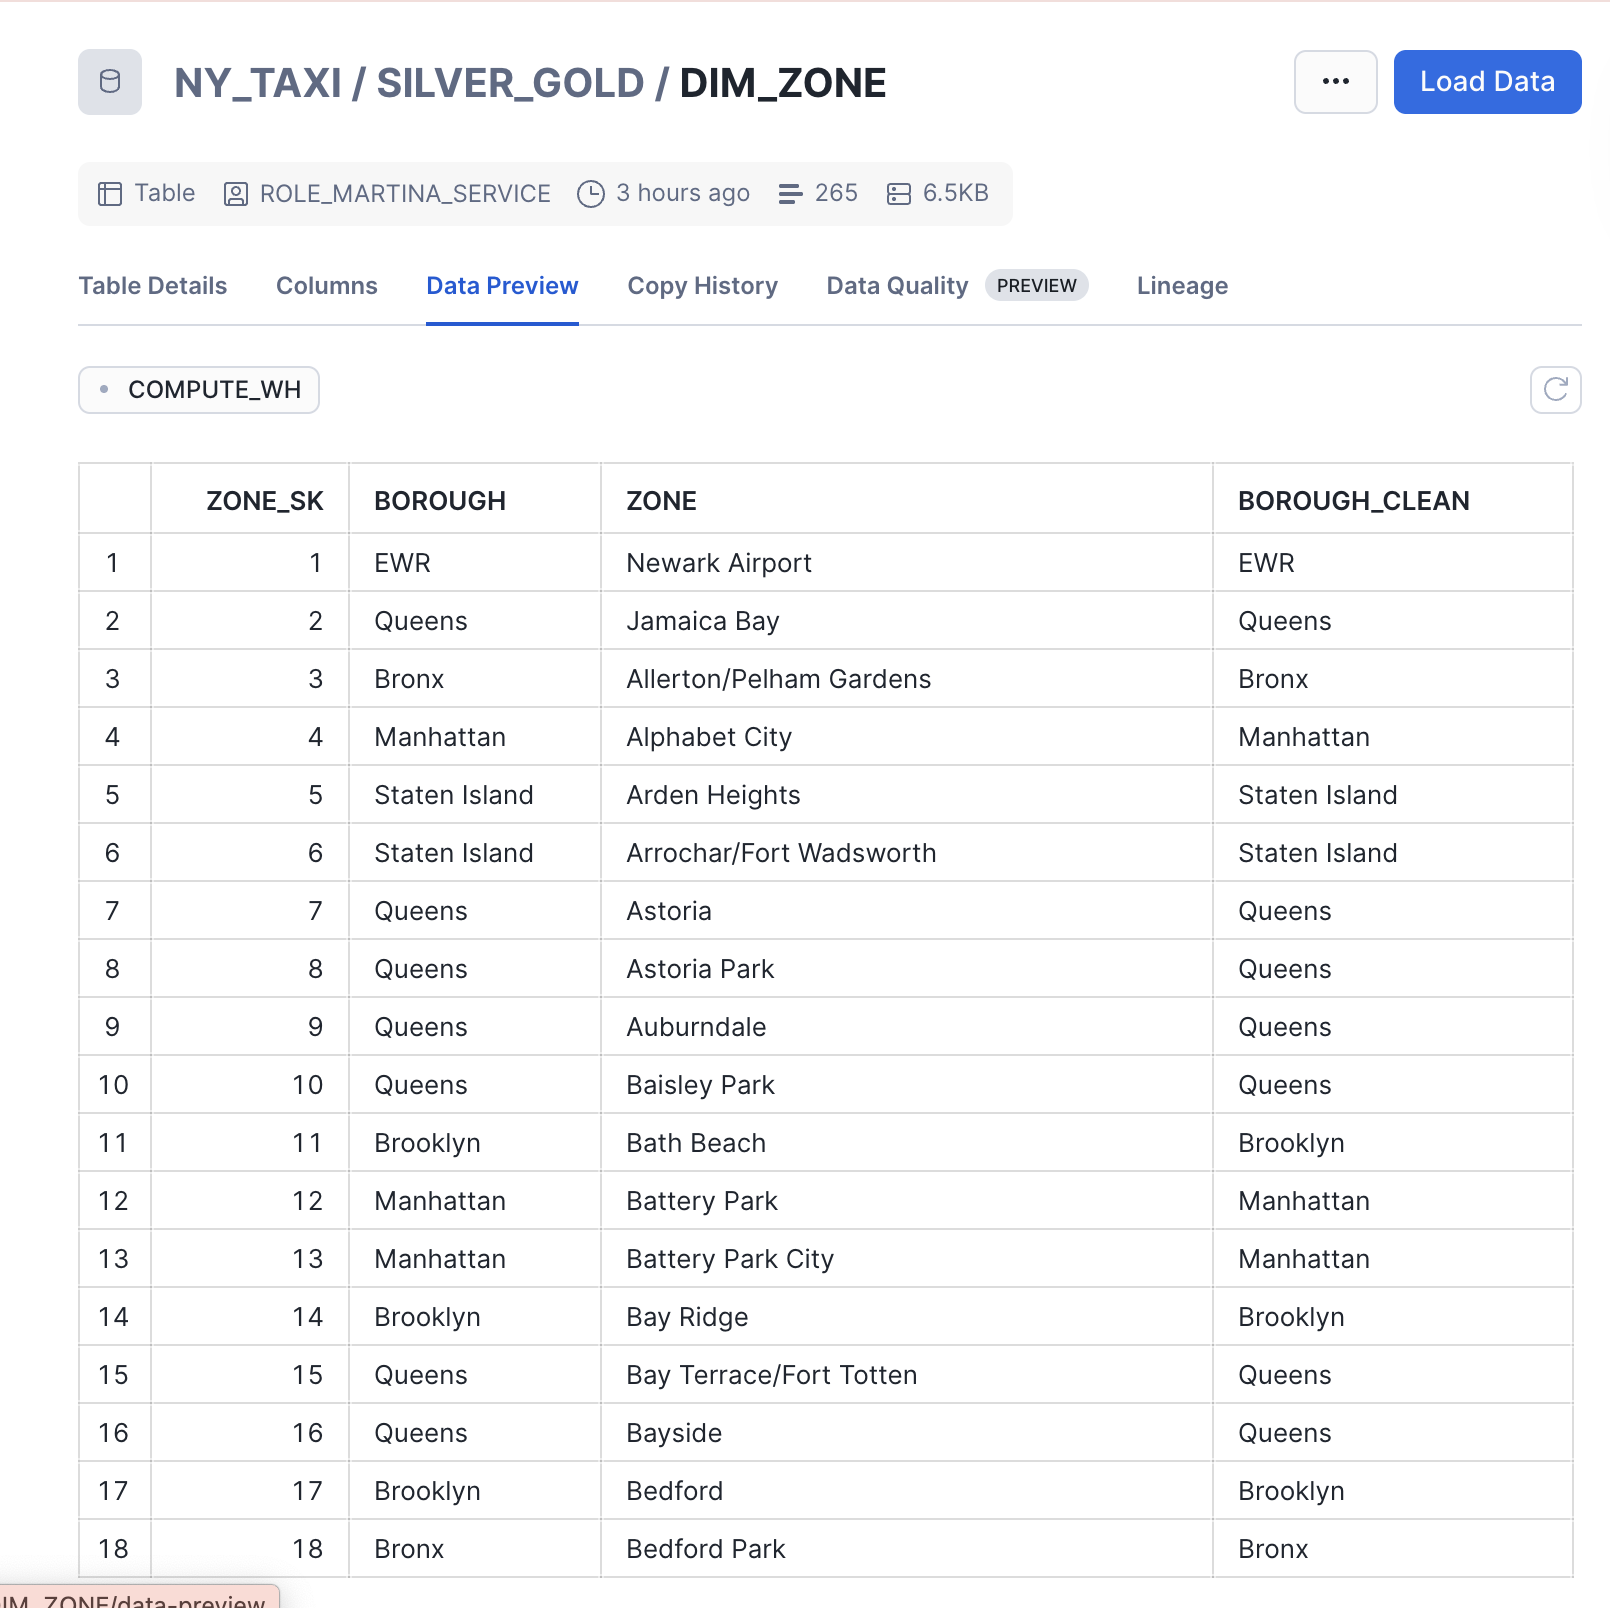 NY_TAXI / SILVER_GOLD / DIM_ZONE
Load Data
Table ROLE_MARTINA_SERVICE 3 hours ago 265 6.5KB
Table Details Columns Data Preview Copy History Data Quality PREVIEW Lineage
COMPUTE_WH
ZONE_SK BOROUGH ZONE BOROUGH_CLEAN
1 1 EWR Newark Airport EWR
2 2 Queens Jamaica Bay Queens
3 3 Bronx Allerton/Pelham Gardens Bronx
4 4 Manhattan Alphabet City Manhattan
5 5 Staten Island Arden Heights Staten Island
6 6 Staten Island Arrochar/Fort Wadsworth Staten Island
7 7 Queens Astoria Queens
8 8 Queens Astoria Park Queens
9 9 Queens Auburndale Queens
10 10 Queens Baisley Park Queens
11 11 Brooklyn Bath Beach Brooklyn
12 12 Manhattan Battery Park Manhattan
13 13 Manhattan Battery Park City Manhattan
14 14 Brooklyn Bay Ridge Brooklyn
15 15 Queens Bay Terrace/Fort Totten Queens
16 16 Queens Bayside Queens
17 17 Brooklyn Bedford Brooklyn
18 18 Bronx Bedford Park Bronx
IM_ZONE/data-preview